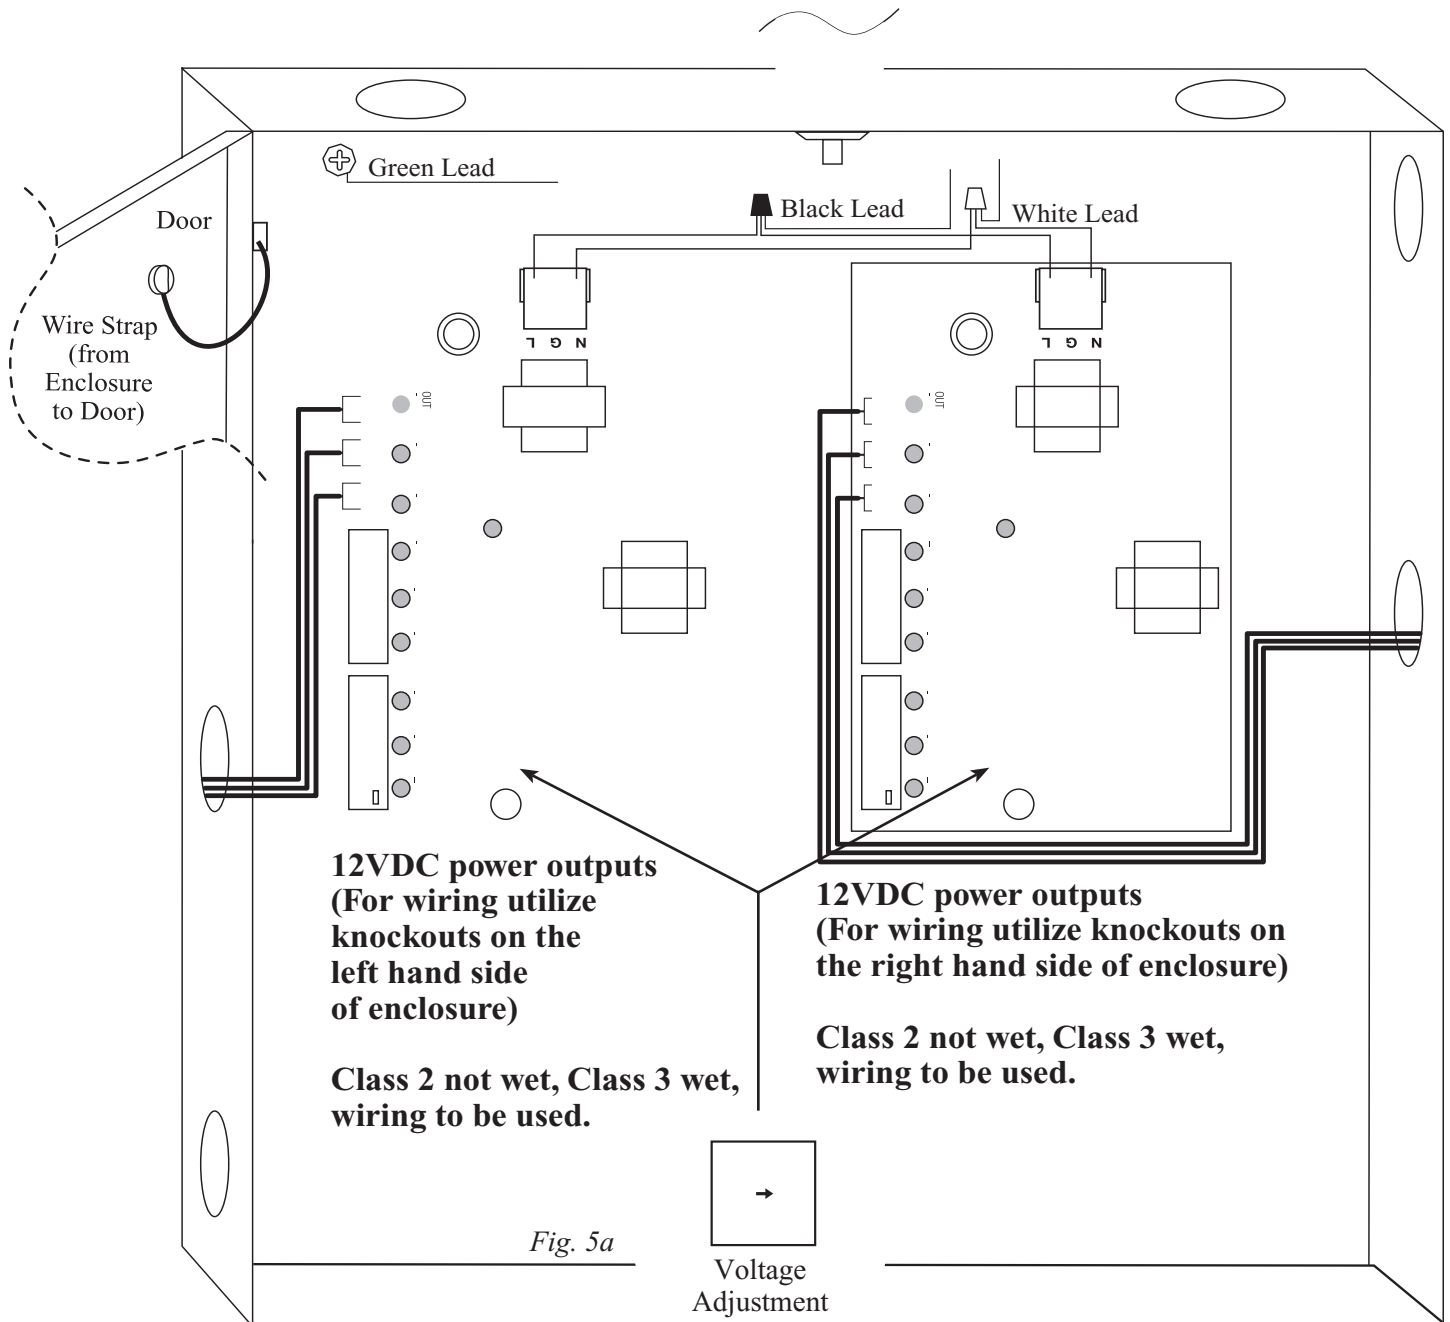 Green Lead
Black Lead
White Lead
Door
Wire Strap
(from
Enclosure
to Door)
L G N
L G N
OUT
OUT
12VDC power outputs
(For wiring utilize
knockouts on the
left hand side
of enclosure)
Class 2 not wet, Class 3 wet,
wiring to be used.
12VDC power outputs
(For wiring utilize knockouts on
the right hand side of enclosure)
Class 2 not wet, Class 3 wet,
wiring to be used.
Fig. 5a
Voltage
Adjustment